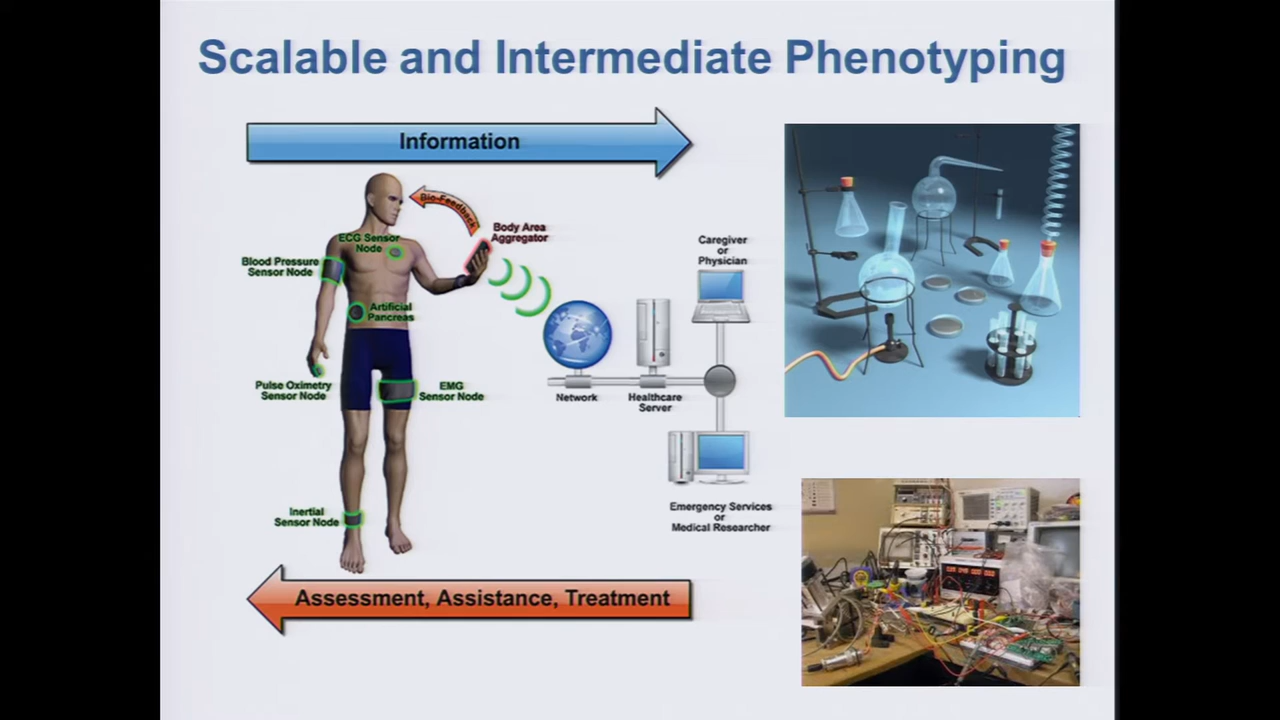 Scalable and Intermediate Phenotyping
Information
Bio-Feedback
Body Area
Aggregator
ECG Sensor
Node
Blood Pressure
Sensor Node
Artificial
Pancreas
Pulse Oximetry
Sensor Node
EMG
Sensor Node
Inertial
Sensor Node
Caregiver
or
Physician
Network
Healthcare
Server
Emergency Services
or
Medical Researcher
Assessment, Assistance, Treatment